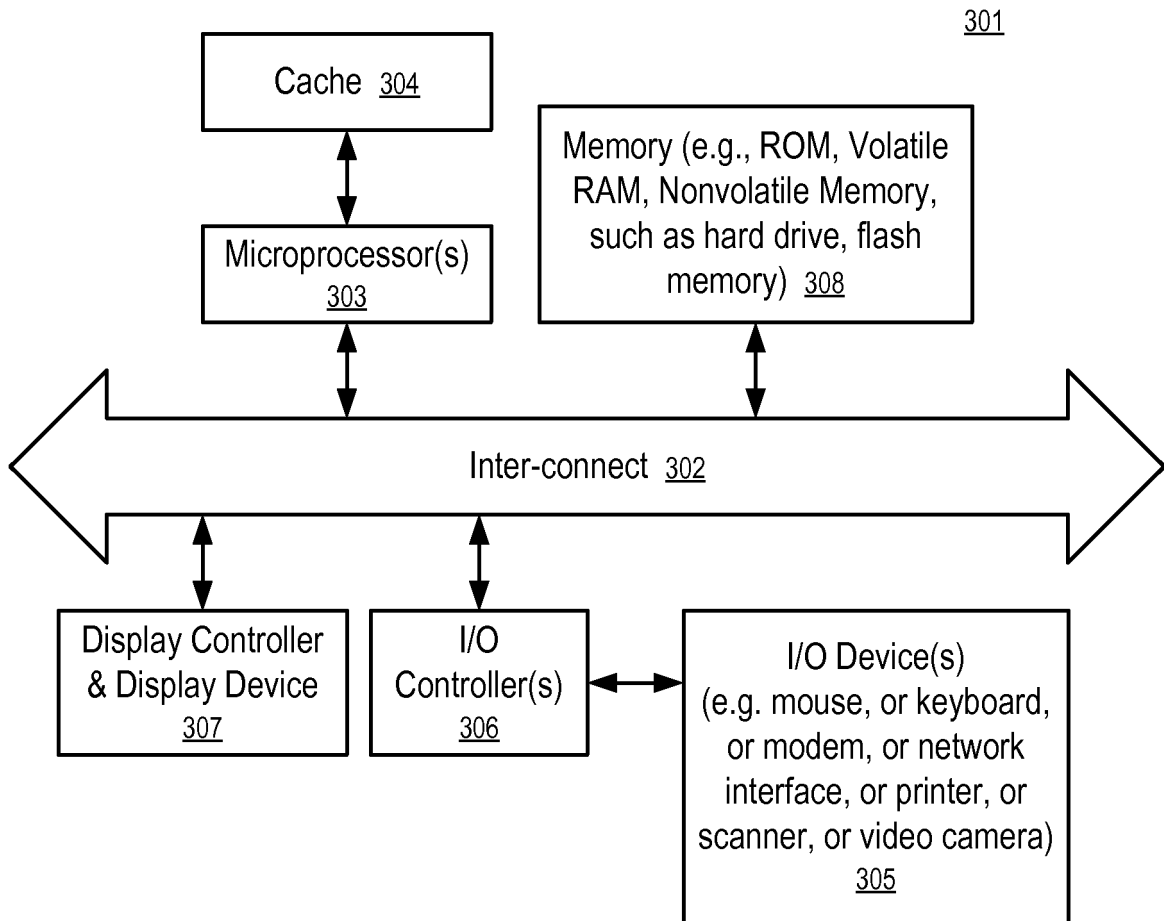 301
Cache 304
Memory (e.g., ROM, Volatile
RAM, Nonvolatile Memory,
such as hard drive, flash
memory) 308
Microprocessor(s)
303
Inter-connect 302
Display Controller
& Display Device
307
I/O
Controller(s)
306
I/O Device(s)
(e.g. mouse, or keyboard,
or modem, or network
interface, or printer, or
scanner, or video camera)
305